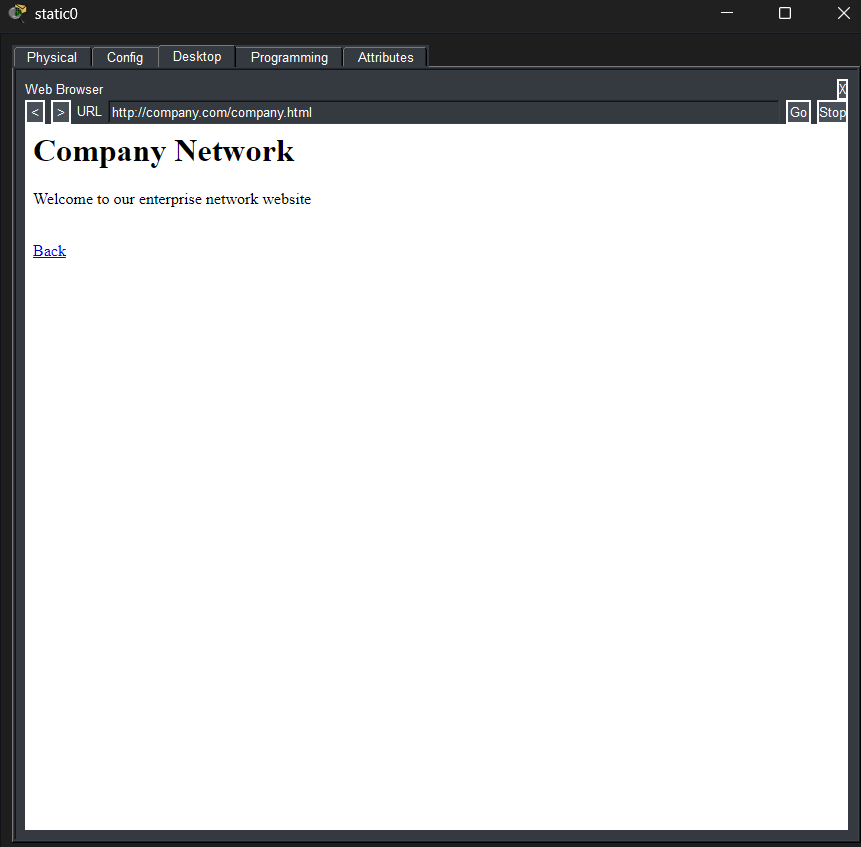 static0
Physical Config Desktop Programming Attributes
Web Browser X
< > URL http://company.com/company.html Go Stop
Company Network
Welcome to our enterprise network website
Back